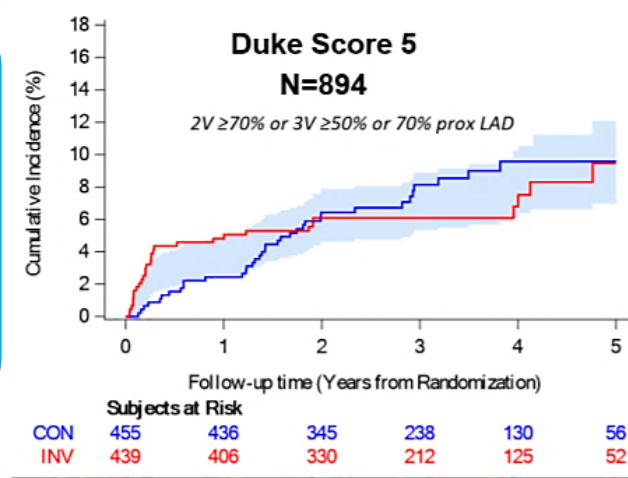 Duke Score 5
N=894
2V ≥70% or 3V ≥50% or 70% prox LAD
Cumulative Incidence (%)
18
16
14
12
10
8
6
4
2
0
0 1 2 3 4 5
Follow-up time (Years from Randomization)
Subjects at Risk
CON 455 436 345 238 130 56
INV 439 406 330 212 125 52